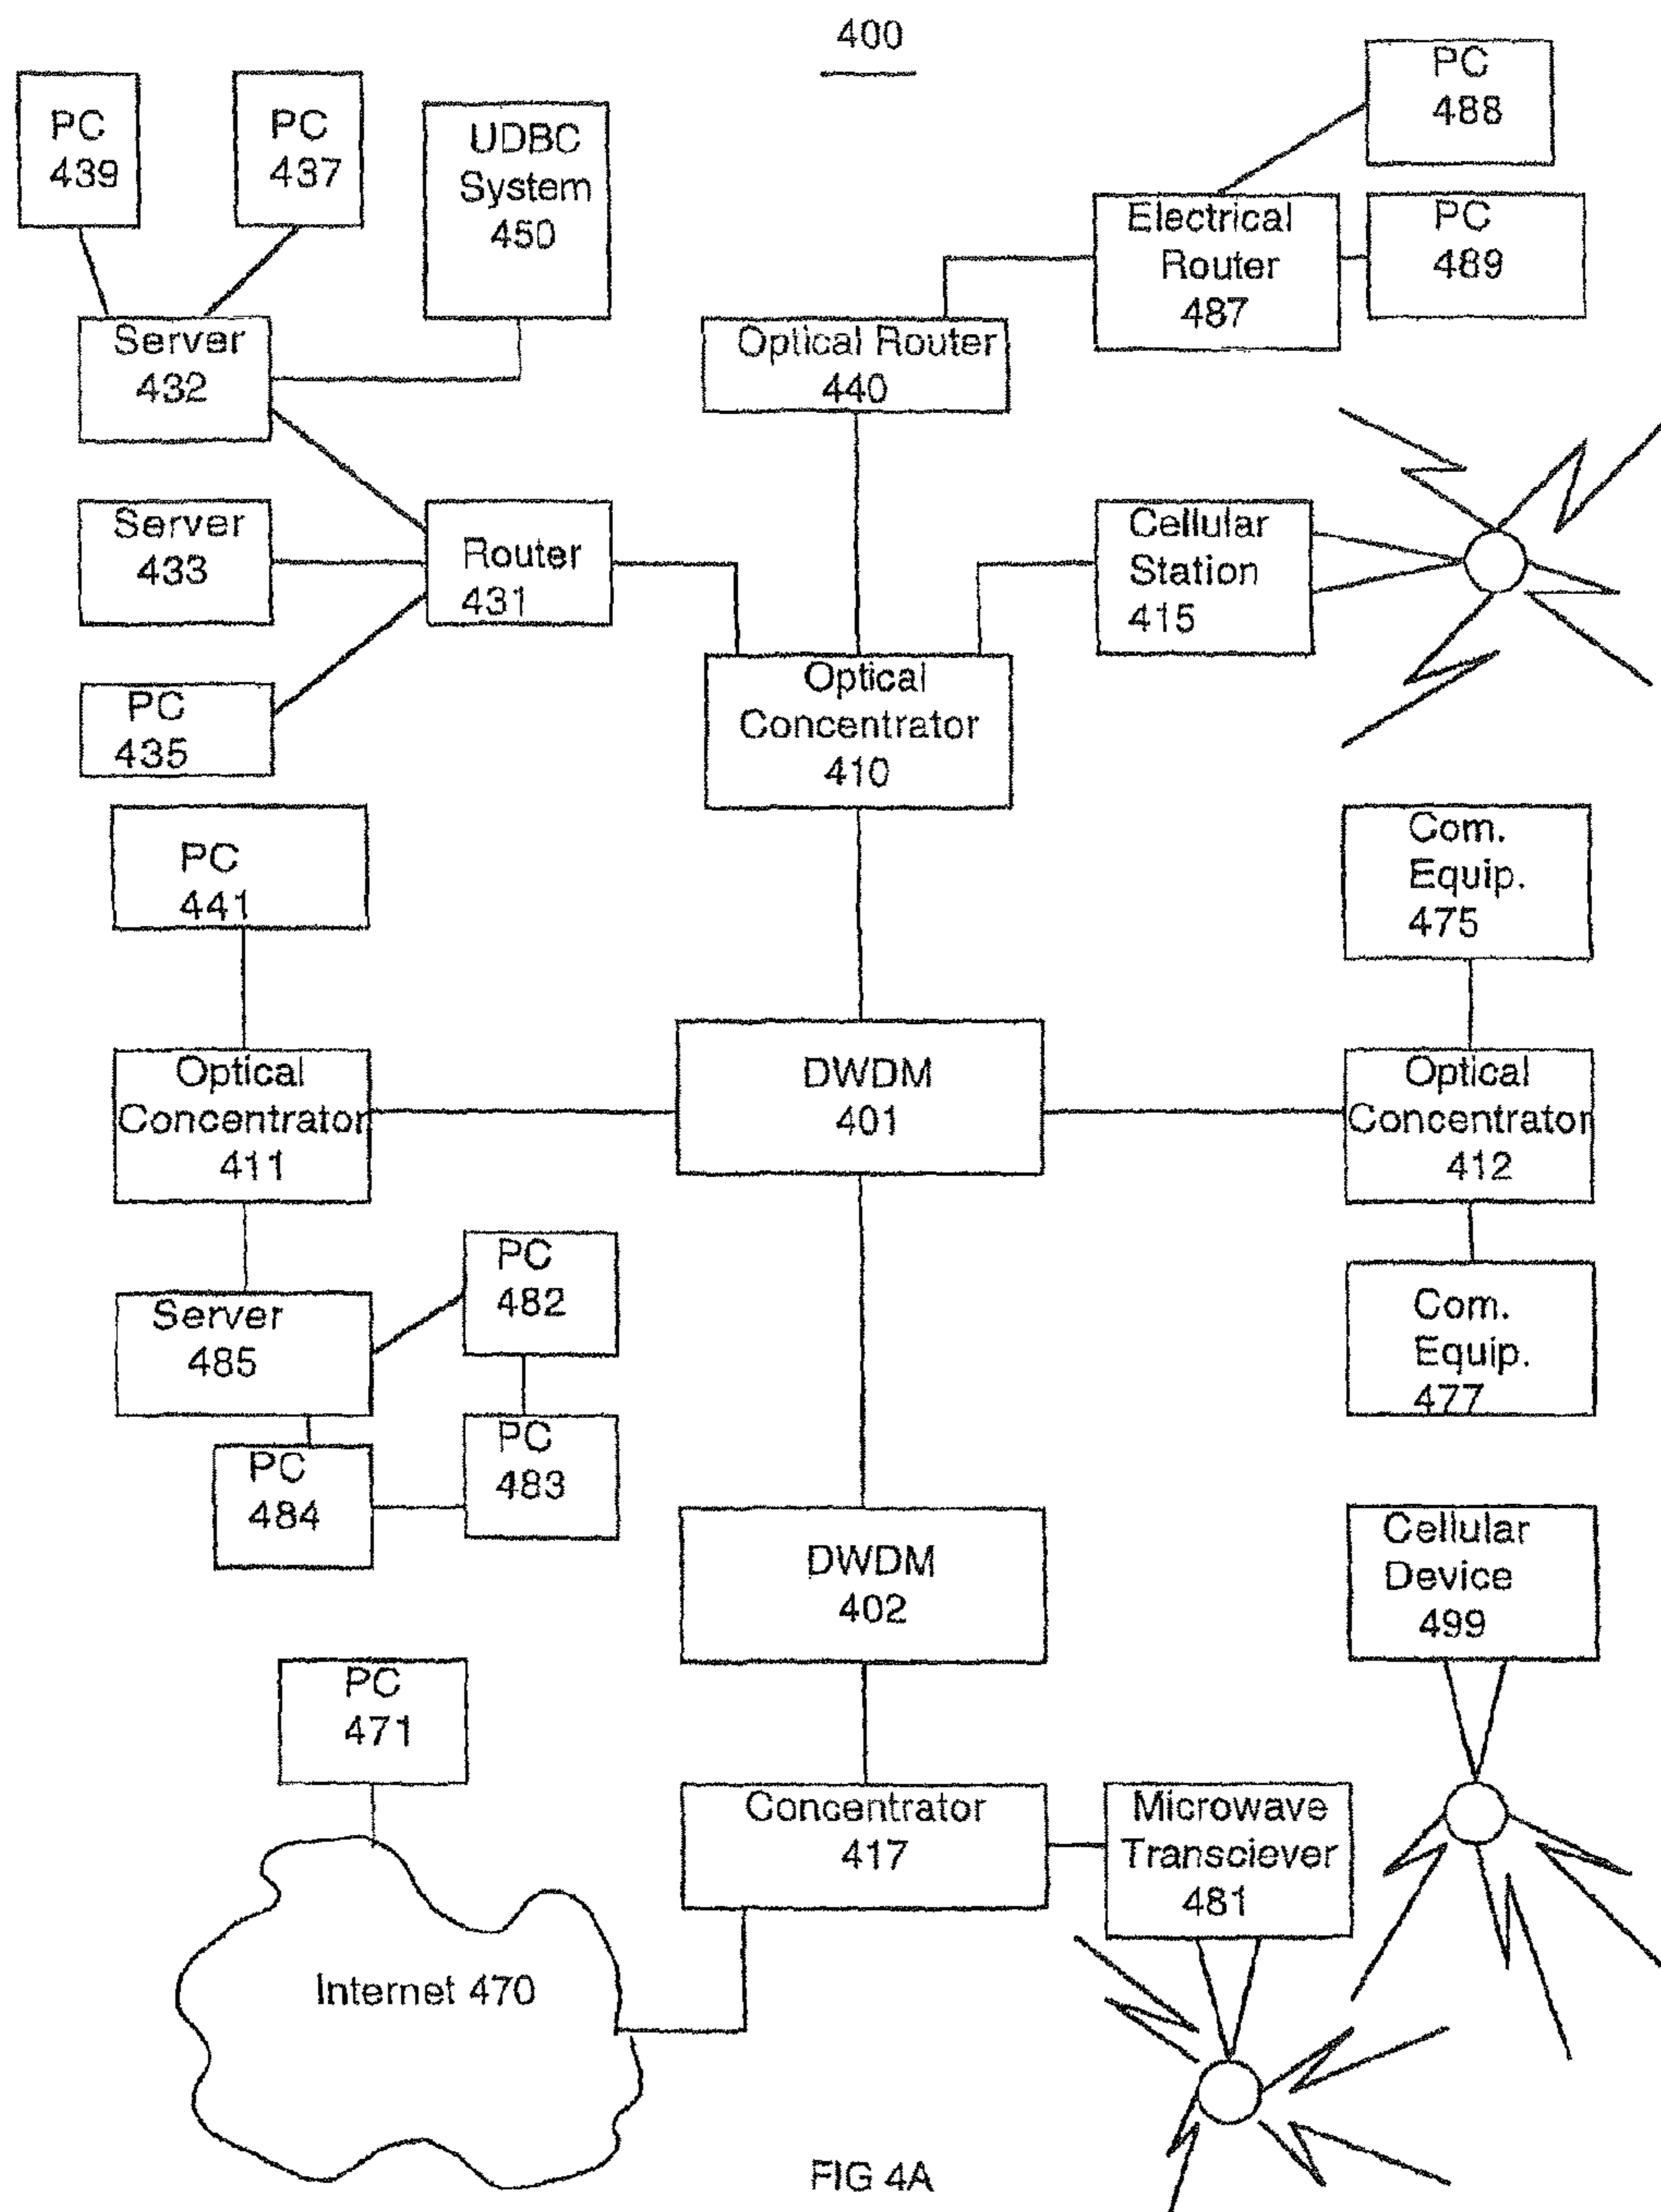 400
PC
439
PC
437
UDBC
System
450
PC
488
Electrical
Router
487
PC
489
Server
432
Optical Router
440
Server
433
Router
431
Cellular
Station
415
PC
435
Optical
Concentrator
410
PC
441
Com.
Equip.
475
Optical
Concentrator
411
DWDM
401
Optical
Concentrator
412
PC
482
Server
485
Com.
Equip.
477
PC
484
PC
483
DWDM
402
Cellular
Device
499
PC
471
Concentrator
417
Microwave
Transciever
481
Internet 470
FIG 4A